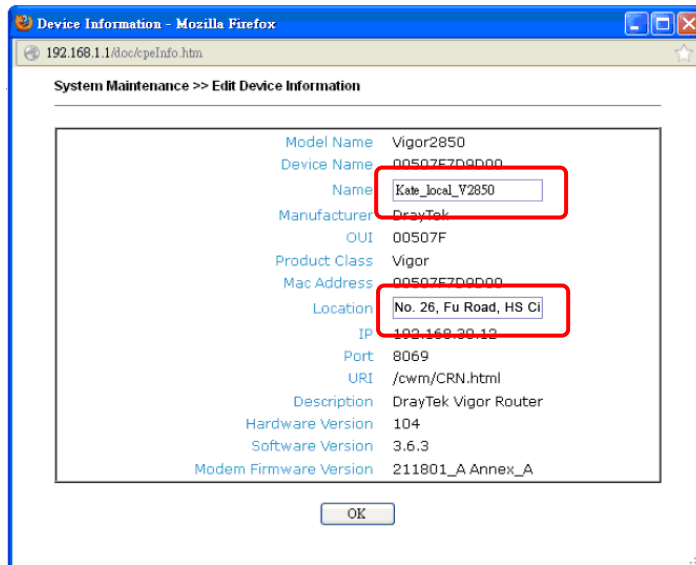 Device Information - Mozilla Firefox
192.168.1.1/doc/cpeInfo.htm
System Maintenance >> Edit Device Information
Model Name Vigor2850
Device Name 00507F7D9D00
Name Kate_local_V2850
Manufacturer DrayTek
OUI 00507F
Product Class Vigor
Mac Address 00507F7D9D00
Location No. 26, Fu Road, HS Ci
IP 192.168.30.12
Port 8069
URI /cwm/CRN.html
Description DrayTek Vigor Router
Hardware Version 104
Software Version 3.6.3
Modem Firmware Version 211801_A Annex_A
OK